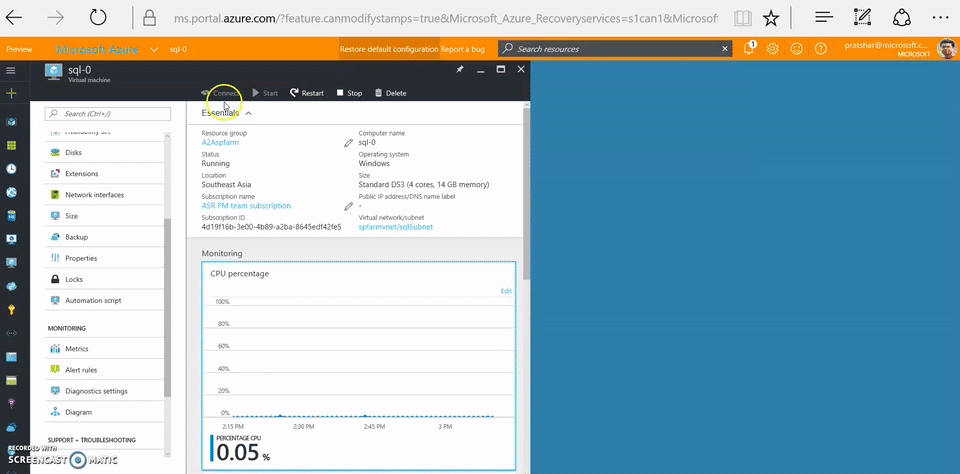 ms.portal.azure.com/?feature.canmodifystamps=true&Microsoft_Azure_Recoveryservices=s1can1&Microsof
Preview
Microsoft Azure
sql-0
Restore default configuration
Report a bug
Search resources
1
pratshar@microsoft.c...
MICROSOFT
sql-0
Virtual machine
Connect
Start
Restart
Stop
Delete
Search (Ctrl+/)
Availability set
Disks
Extensions
Network interfaces
Size
Backup
Properties
Locks
Automation script
MONITORING
Metrics
Alert rules
Diagnostics settings
Diagram
SUPPORT + TROUBLESHOOTING
Essentials
Resource group
A2Aspfarm
Status
Running
Location
Southeast Asia
Subscription name
ASR PM team subscription
Subscription ID
4d19f16b-3e00-4b89-a2ba-8645edf42fe5
Computer name
sql-0
Operating system
Windows
Size
Standard DS3 (4 cores, 14 GB memory)
Public IP address/DNS name label
-
Virtual network/subnet
spfarmvnet/sqlSubnet
Monitoring
CPU percentage
Edit
100%
80%
60%
40%
20%
0%
2:15 PM
2:30 PM
2:45 PM
3 PM
PERCENTAGE CPU
0.05 %
RECORDED WITH
SCREENCAST MATIC